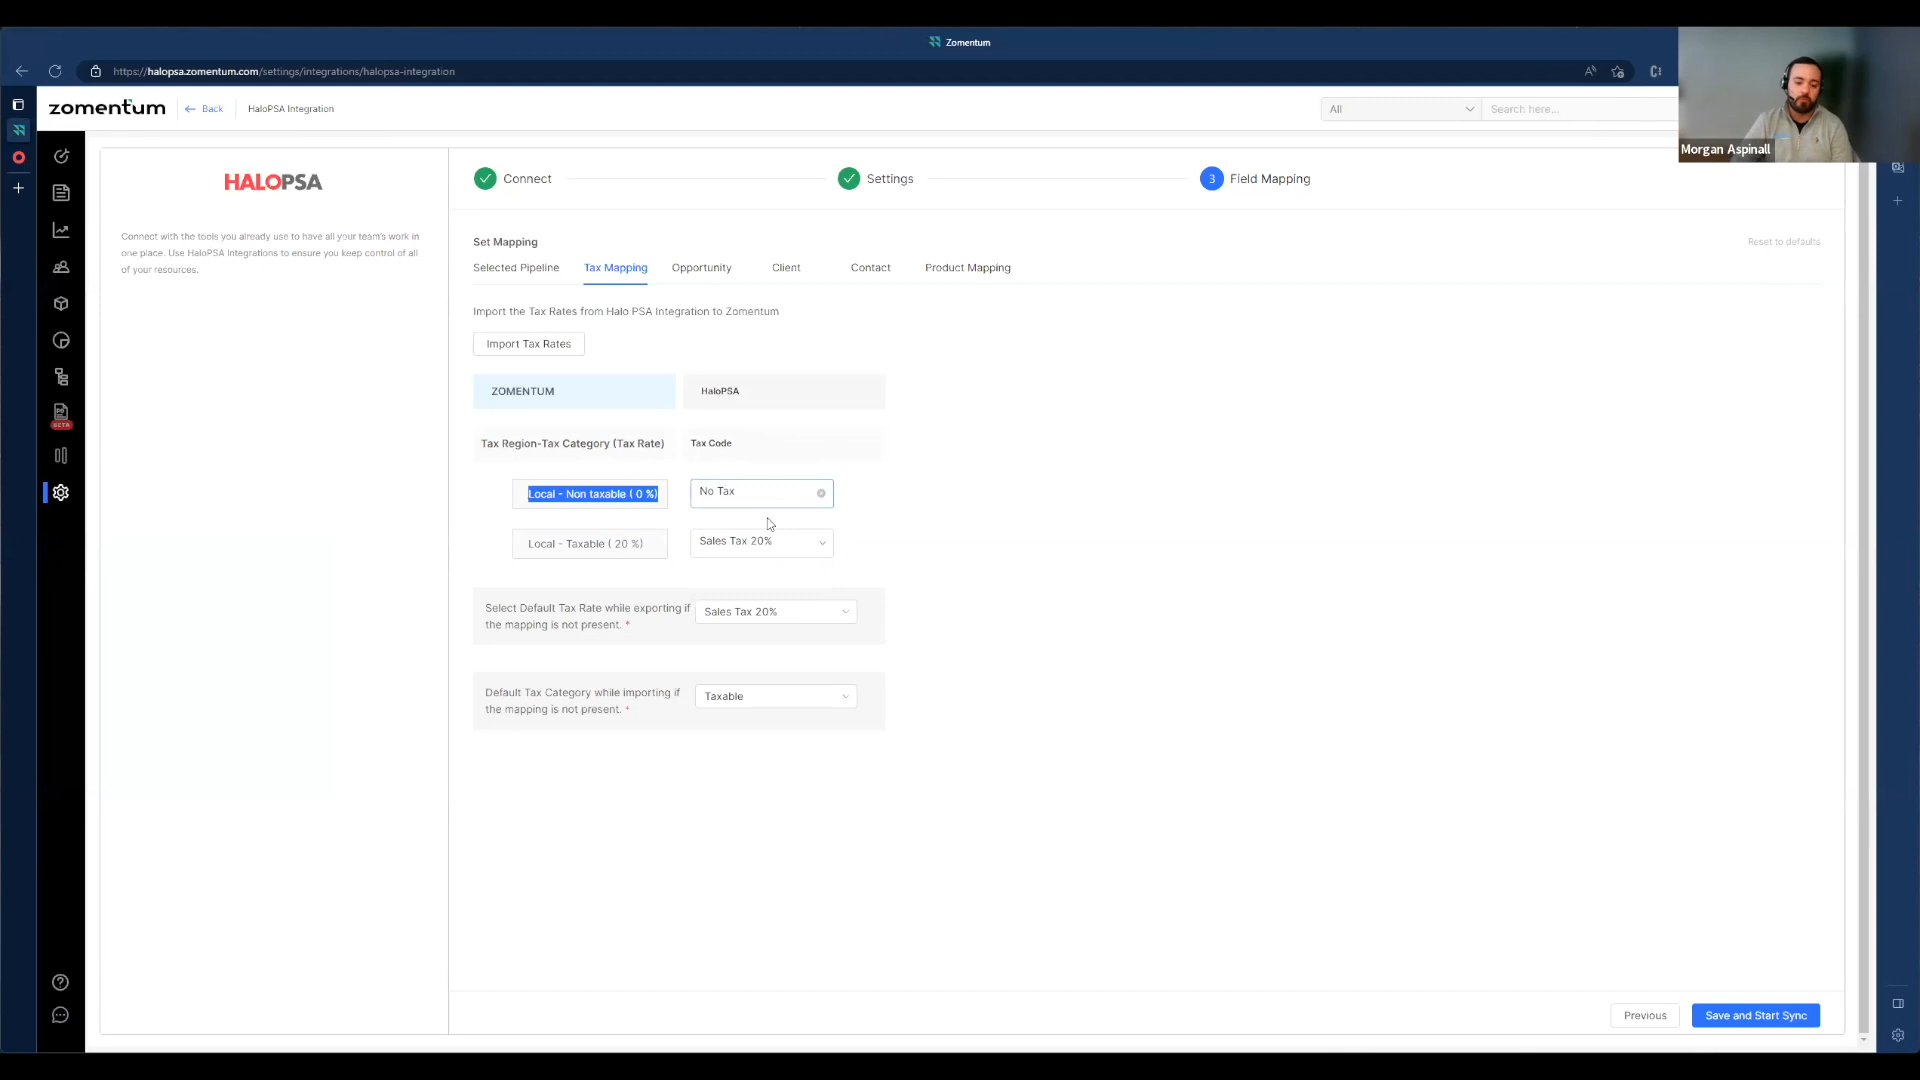 Zomentum
https://halopsa.zomentum.com/settings/integrations/halopsa-integration
zomentum
Back
HaloPSA Integration
All
Search here...
Morgan Aspinall
HALOPSA
Connect with the tools you already use to have all your team's work in
one place. Use HaloPSA Integrations to ensure you keep control of all
of your resources.
Connect
Settings
3 Field Mapping
Set Mapping
Reset to defaults
Selected Pipeline
Tax Mapping
Opportunity
Client
Contact
Product Mapping
Import the Tax Rates from Halo PSA Integration to Zomentum
Import Tax Rates
ZOMENTUM
HaloPSA
Tax Region-Tax Category (Tax Rate)
Tax Code
Local - Non taxable ( 0 %)
No Tax
Local - Taxable ( 20 %)
Sales Tax 20%
Select Default Tax Rate while exporting if
the mapping is not present. *
Sales Tax 20%
Default Tax Category while importing if
the mapping is not present. *
Taxable
BETA
Previous
Save and Start Sync